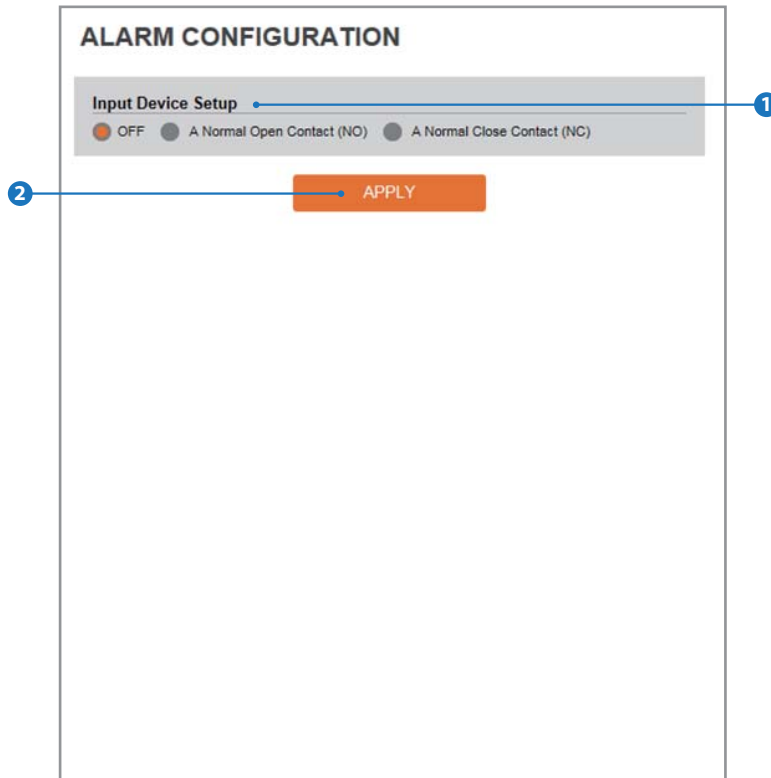 ALARM CONFIGURATION
Input Device Setup
1
OFF A Normal Open Contact (NO) A Normal Close Contact (NC)
2
APPLY